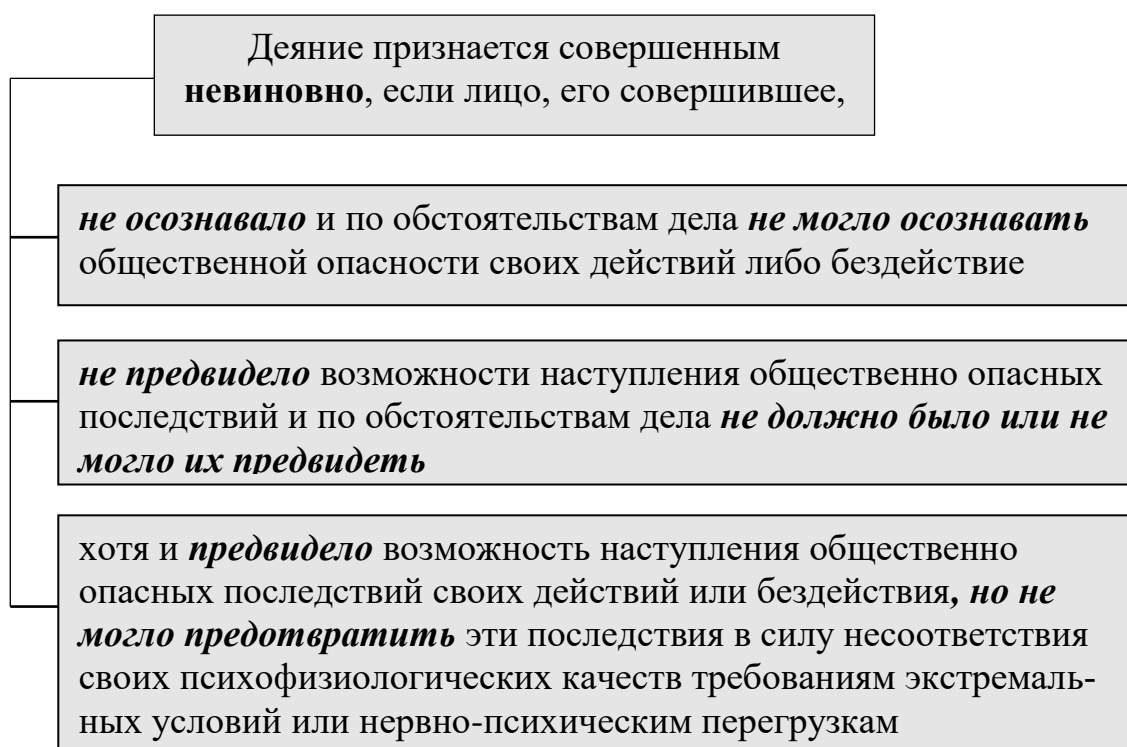 Деяние признается совершенным
невиновно, если лицо, его совершившее,
не осознавало и по обстоятельствам дела не могло осознавать
общественной опасности своих действий либо бездействие
не предвидело возможности наступления общественно опасных
последствий и по обстоятельствам дела не должно было или не
могло их предвидеть
хотя и предвидело возможность наступления общественно
опасных последствий своих действий или бездействия, но не
могло предотвратить эти последствия в силу несоответствия
своих психофизиологических качеств требованиям экстремаль-
ных условий или нервно-психическим перегрузкам